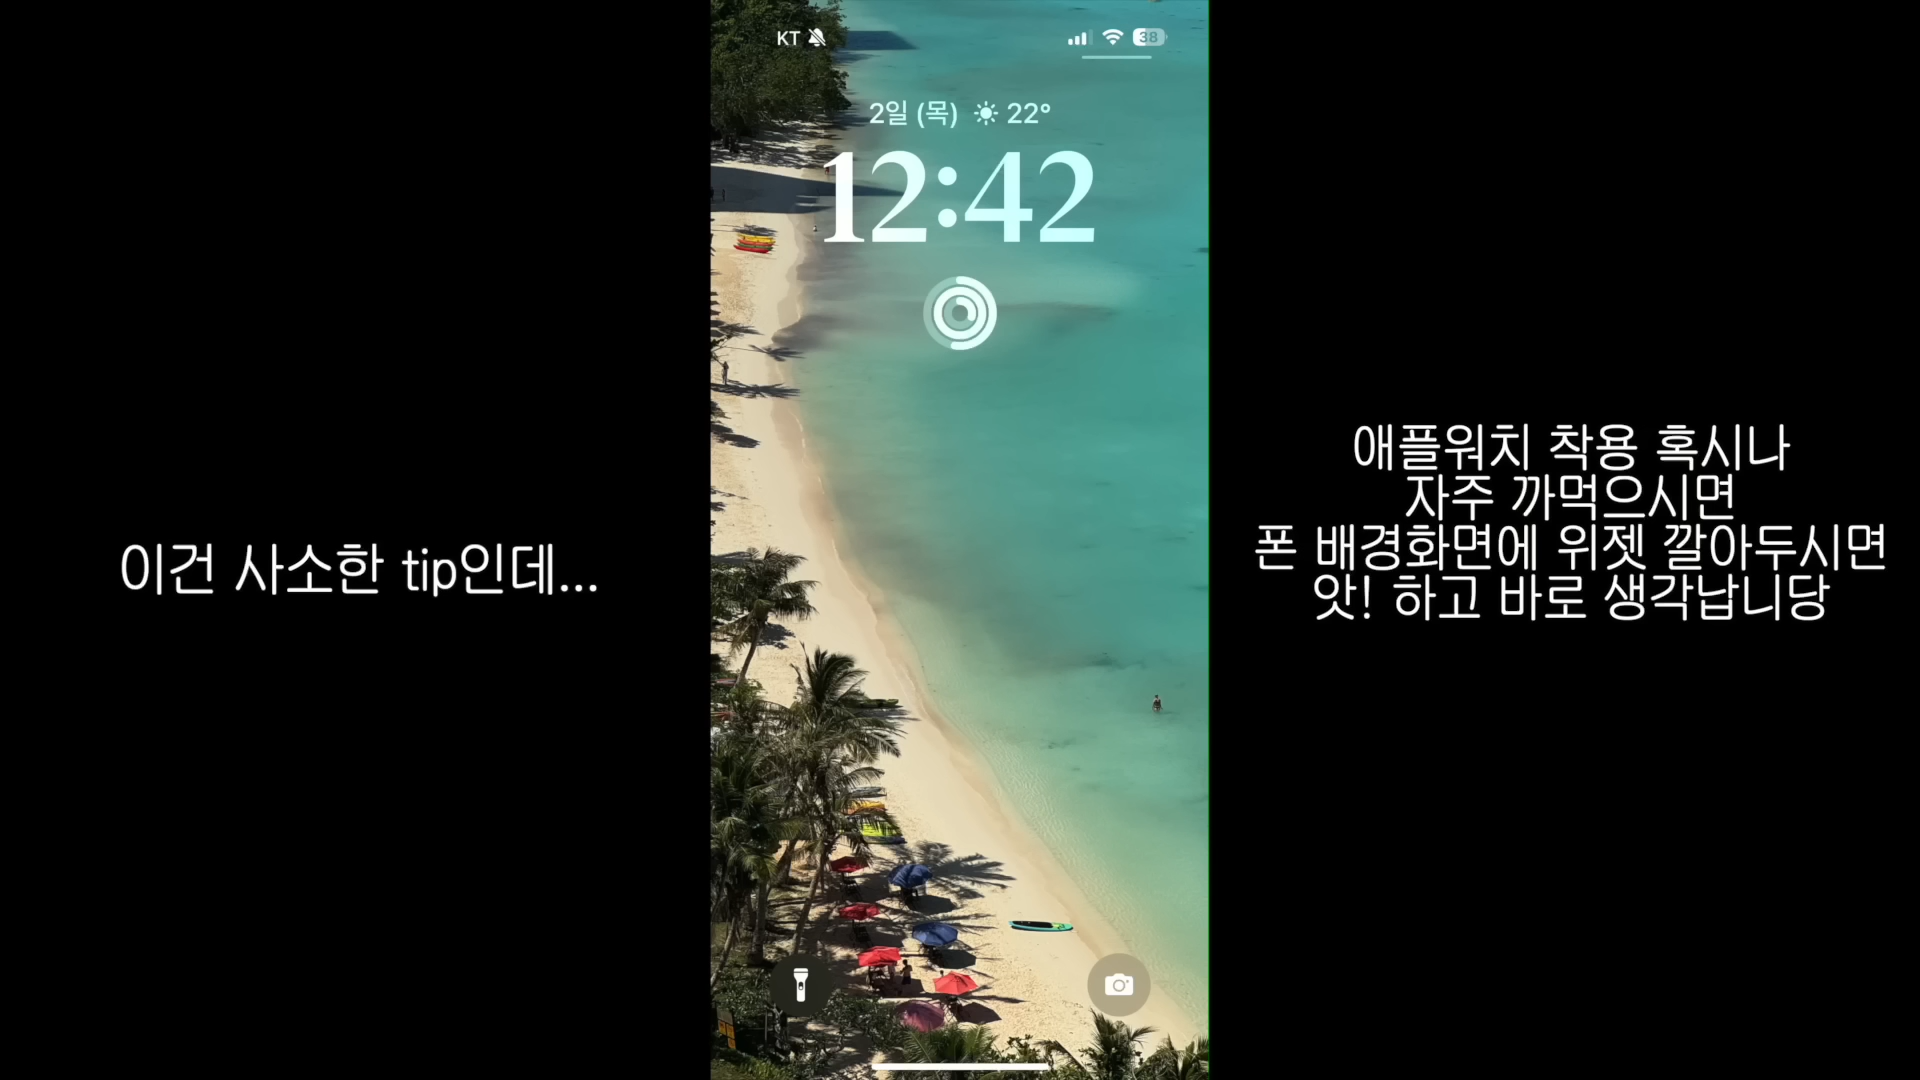 이건 사소한 tip인데...
KT 38
2일 (목) 22°
12:42
애플워치 착용 혹시나
자주 까먹으시면
폰 배경화면에 위젯 깔아두시면
앗! 하고 바로 생각납니당